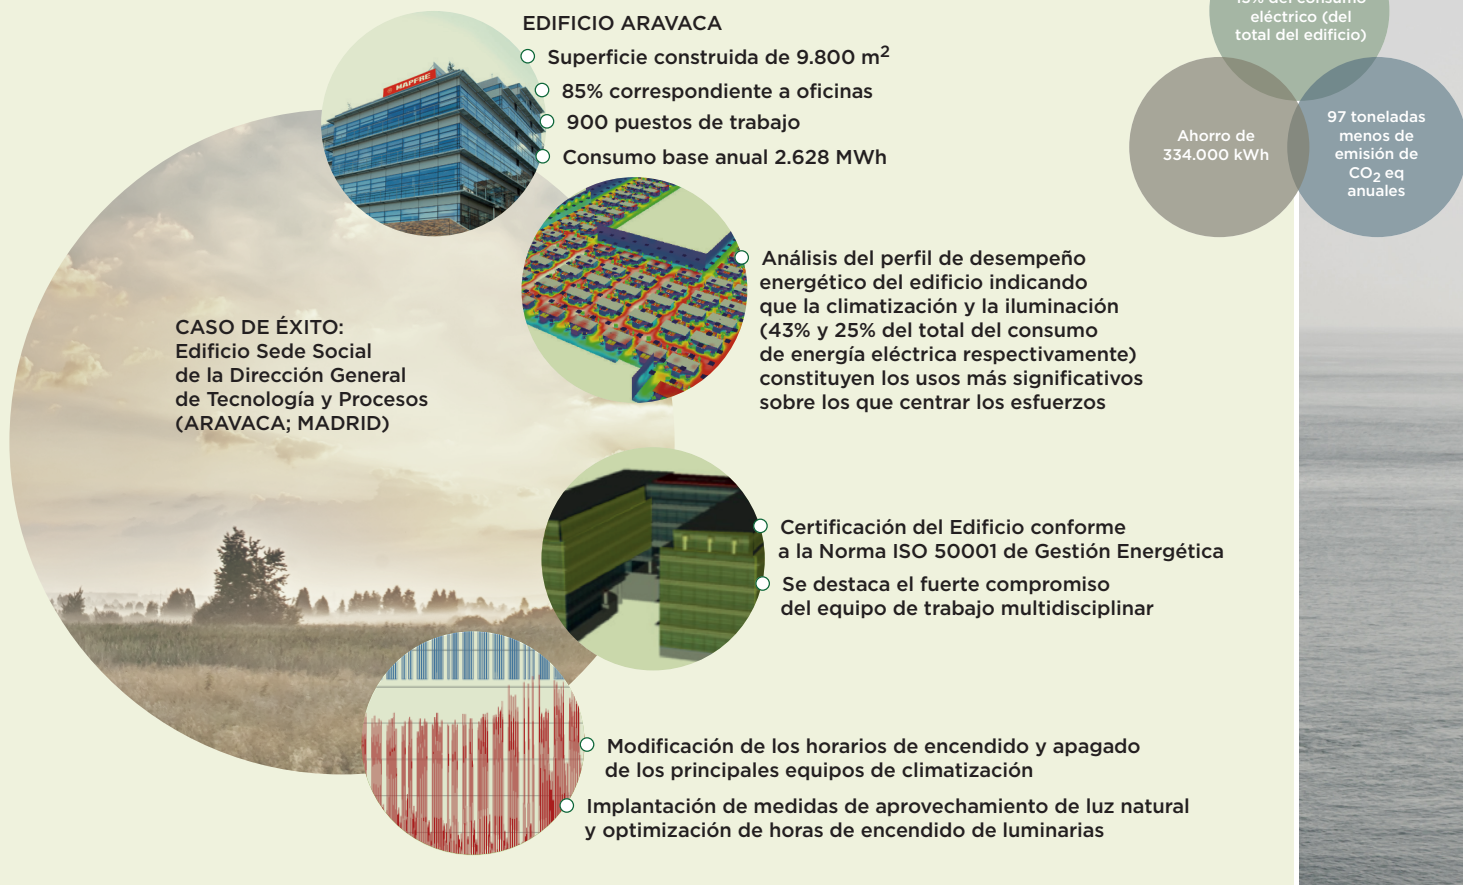 EDIFICIO ARAVACA
Superficie construida de 9.800 m²
85% correspondiente a oficinas
900 puestos de trabajo
Consumo base anual 2.628 MWh
MAPFRE
CASO DE ÉXITO:
Edificio Sede Social
de la Dirección General
de Tecnología y Procesos
(ARAVACA; MADRID)
Análisis del perfil de desempeño
energético del edificio indicando
que la climatización y la iluminación
(43% y 25% del total del consumo
de energía eléctrica respectivamente)
constituyen los usos más significativos
sobre los que centrar los esfuerzos
Certificación del Edificio conforme
a la Norma ISO 50001 de Gestión Energética
Se destaca el fuerte compromiso
del equipo de trabajo multidisciplinar
Modificación de los horarios de encendido y apagado
de los principales equipos de climatización
Implantación de medidas de aprovechamiento de luz natural
y optimización de horas de encendido de luminarias
del consumo
eléctrico (del
total del edificio)
Ahorro de
334.000 kWh
97 toneladas
menos de
emisión de
CO₂ eq
anuales